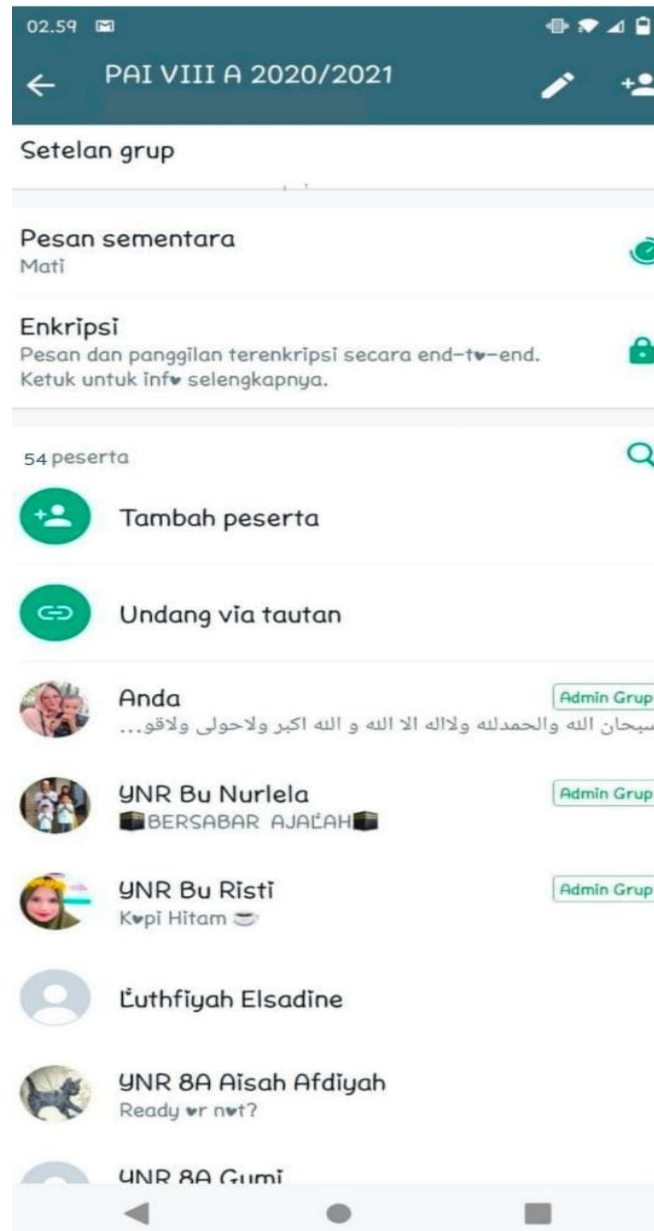 02.59
PAI VIII A 2020/2021
Setelan grup
Pesan sementara
Mati
Enkripsi
Pesan dan panggilan terenkripsi secara end-t♥-end.
Ketuk untuk inf♥ selengkapnya.
54 peserta
Tambah peserta
Undang via tautan
Anda
Admin Grup
سبحان الله والحمدلله ولااله الا الله و الله اكبر ولاحولى ولاقو...
YNR Bu Nurlela
Admin Grup
🕋BERSABAR AJALAH🕋
YNR Bu Risti
Admin Grup
K♥pi Hitam ☕
Luthfiyah Elsadine
YNR 8A Aisah Afdiyah
Ready ♥r n♥t?
YNR 8A Gumi